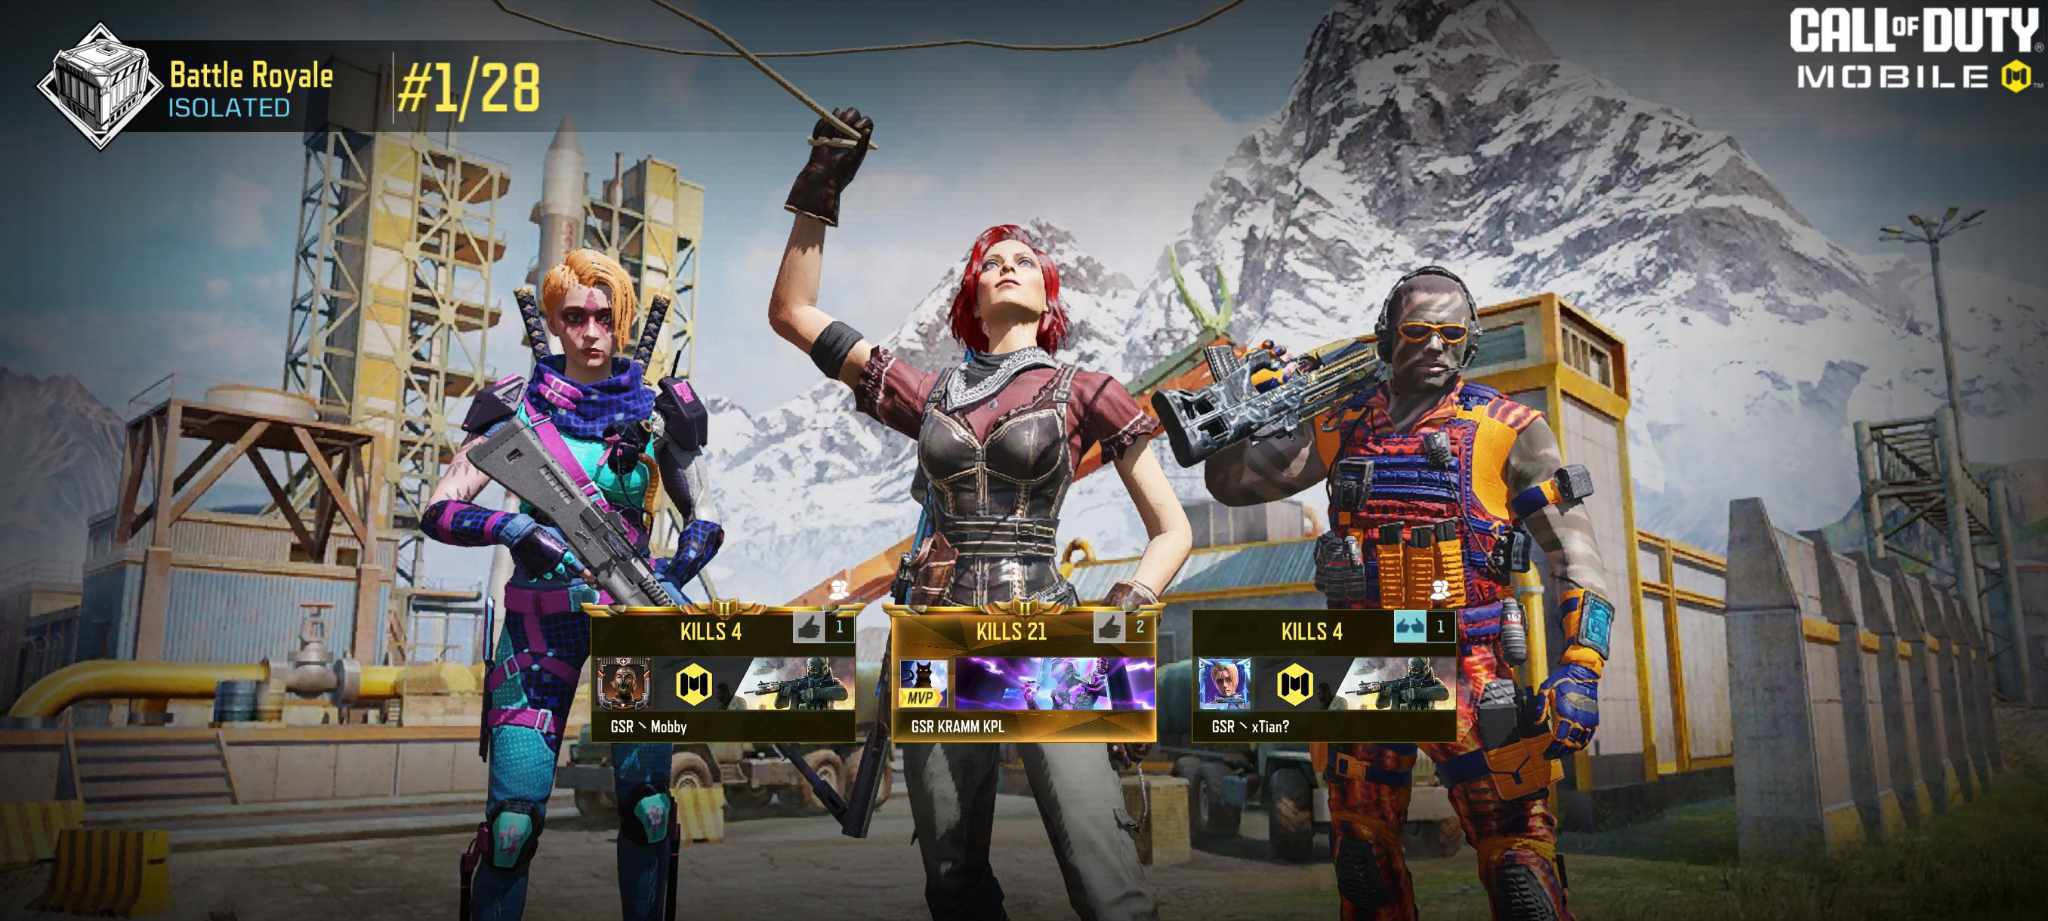 Battle Royale
ISOLATED
#1/28
CALL OF DUTY®
MOBILE™
KILLS 4
1
GSR丶Mobby
KILLS 21
2
MVP
GSR KRAMM KPL
KILLS 4
1
GSR丶xTian?